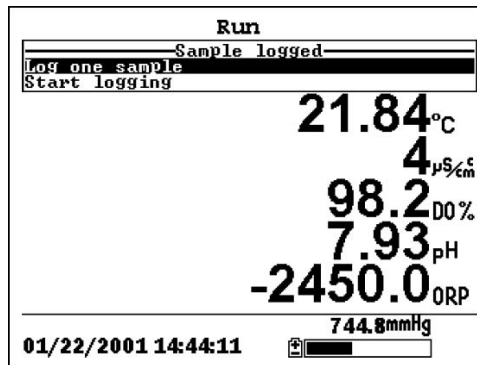 Run
Sample logged
Log one sample
Start logging
21.84°C
4µS/cm c
98.2DO%
7.93pH
-2450.0ORP
744.8mmHg
01/22/2001 14:44:11